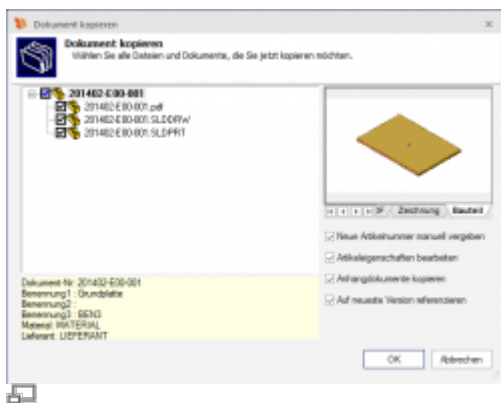 Dokument kopieren
Dokument kopieren
Wählen Sie alle Dateien und Dokumente, die Sie jetzt kopieren möchten.
201402-E00-001
201402-E00-001.pdf
201402-E00-001.SLDDRW
201402-E00-001.SLDPRT
Zeichnung Bauteil
Neue Artikelnummer manuell vergeben
Artikeleigenschaften bearbeiten
Anhangdokumente kopieren
Auf neueste Version referenzieren
Dokument-Nr: 201402-E00-001
Benennung1 : Grundplatte
Benennung2 :
Benennung3 : BEN3
Material: MATERIAL
Lieferant: LIEFERANT
OK Abbrechen